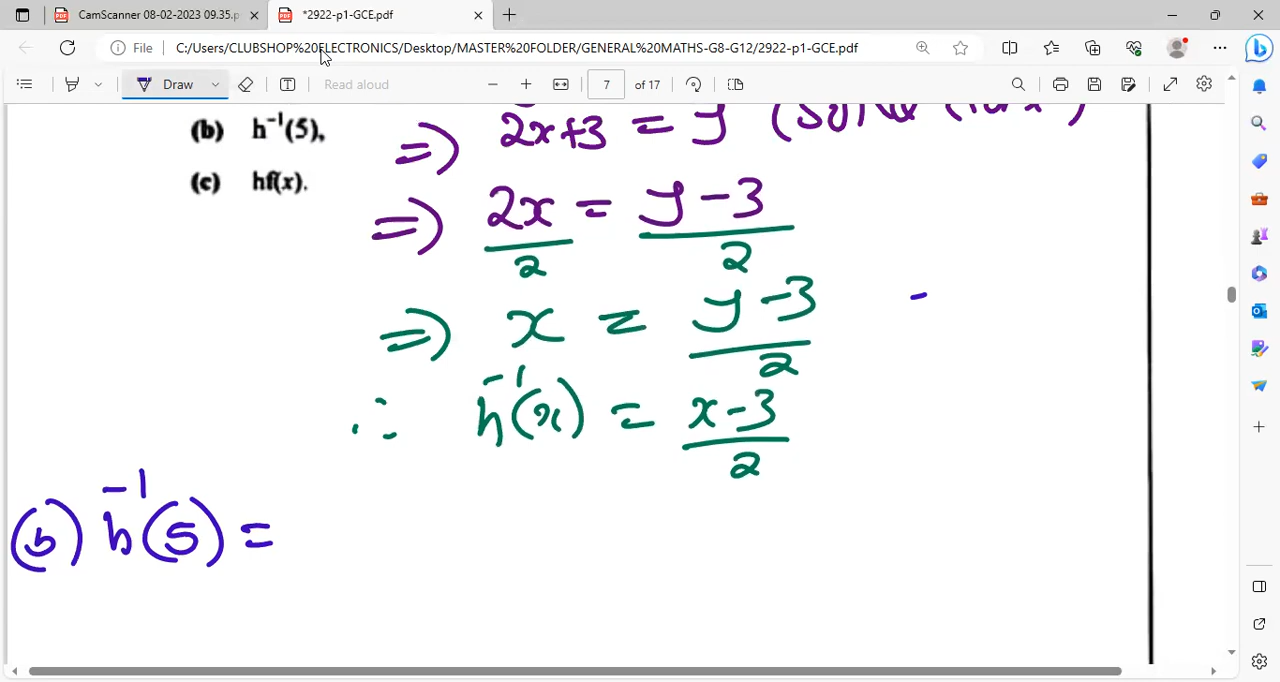 CamScanner 08-02-2023 09.35.p
*2922-p1-GCE.pdf
File C:/Users/CLUBSHOP%20ELECTRONICS/Desktop/MASTER%20FOLDER/GENERAL%20MATHS-G8-G12/2922-p1-GCE.pdf
Draw Read aloud 7 of 17
(b) h⁻¹(5),
(c) hf(x).
=> 2x+3 = y
=> 2x/2 = y-3/2
=> x = y-3/2
∴ h⁻¹(x) = x-3/2
(b) h⁻¹(5) =